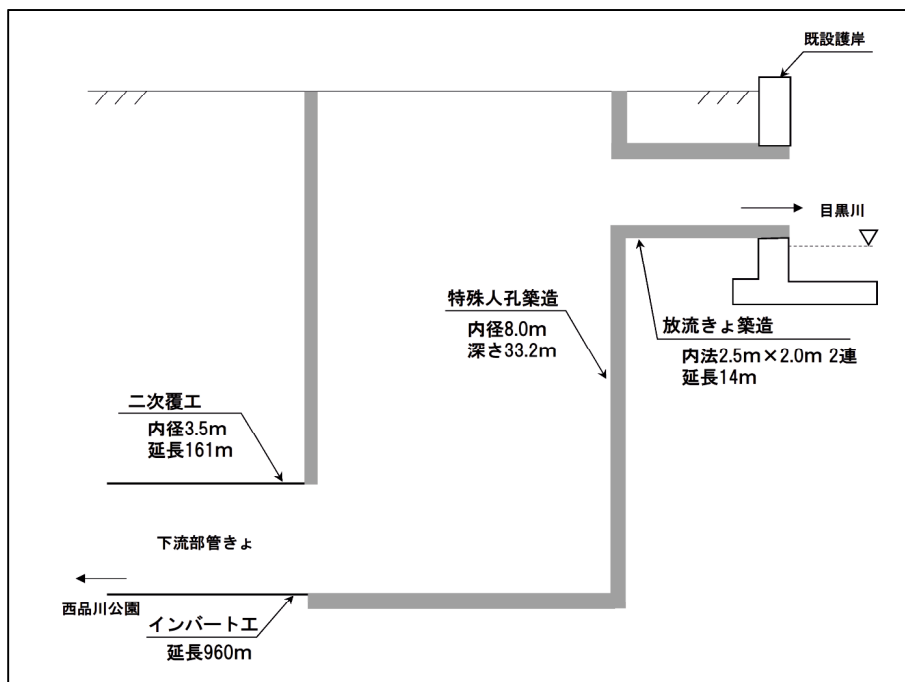 既設護岸
目黒川
特殊人孔築造
内径8.0m
深さ33.2m
放流きょ築造
内法2.5m×2.0m 2連
延長14m
二次覆工
内径3.5m
延長161m
下流部管きょ
西品川公園
インバート工
延長960m